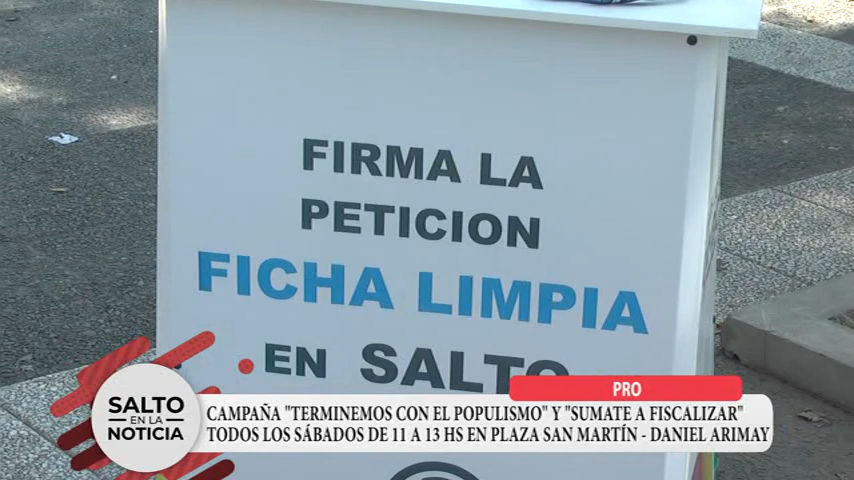 FIRMA LA
PETICION
FICHA LIMPIA
EN SALTO
PRO
SALTO
EN LA
NOTICIA
CAMPAÑA "TERMINEMOS CON EL POPULISMO" Y "SUMATE A FISCALIZAR"
TODOS LOS SÁBADOS DE 11 A 13 HS EN PLAZA SAN MARTÍN - DANIEL ARIMAY